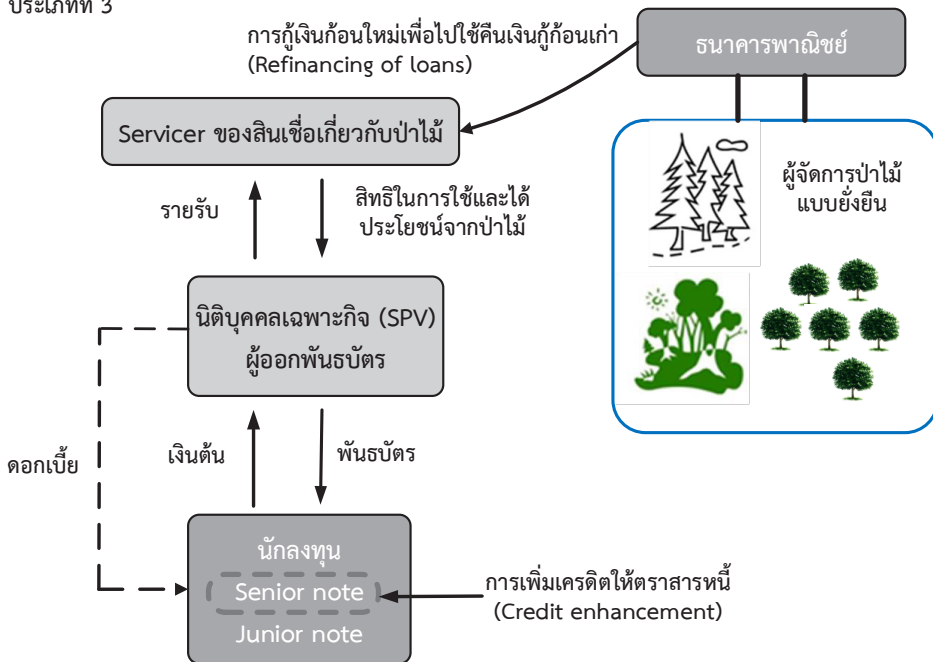 ประเภทที่ 3
การกู้เงินก้อนใหม่เพื่อไปใช้คืนเงินกู้ก้อนเก่า
(Refinancing of loans)
ธนาคารพาณิชย์
Servicer ของสินเชื่อเกี่ยวกับป่าไม้
ผู้จัดการป่าไม้
แบบยั่งยืน
รายรับ
สิทธิในการใช้และได้
ประโยชน์จากป่าไม้
นิติบุคคลเฉพาะกิจ (SPV)
ผู้ออกพันธบัตร
ดอกเบี้ย
เงินต้น
พันธบัตร
นักลงทุน
Senior note
Junior note
การเพิ่มเครดิตให้ตราสารหนี้
(Credit enhancement)